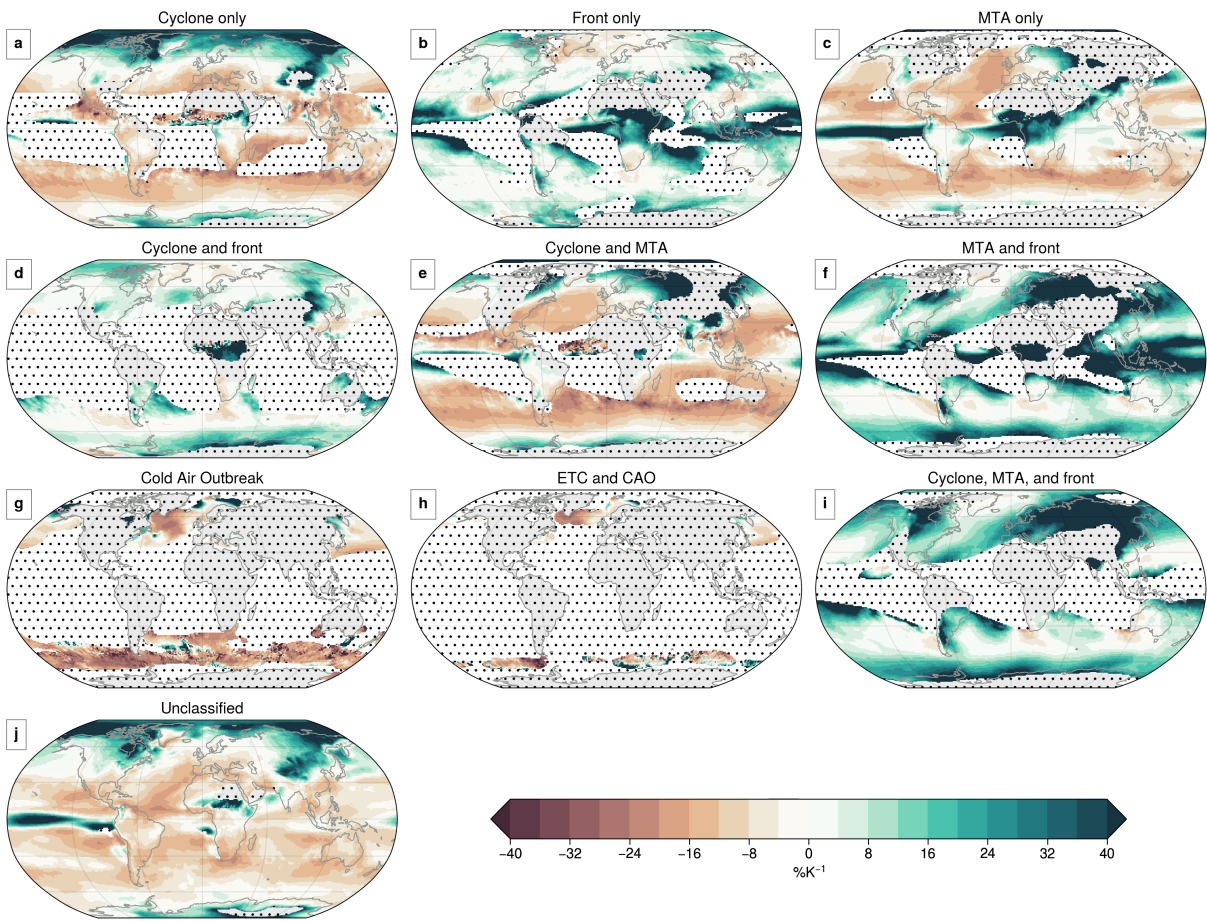 Cyclone only
Front only
MTA only
a
b
c
Cyclone and front
Cyclone and MTA
MTA and front
d
e
f
Cold Air Outbreak
ETC and CAO
Cyclone, MTA, and front
g
h
i
Unclassified
j
−40 −32 −24 −16 −8 0 8 16 24 32 40
%K⁻¹